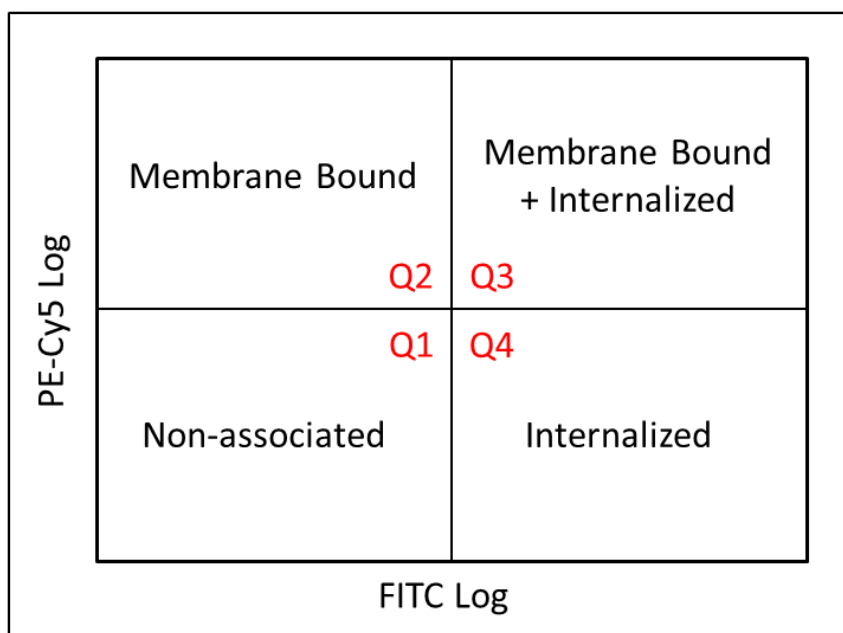 Membrane Bound
Membrane Bound
+ Internalized
Q2
Q3
Q1
Q4
Non-associated
Internalized
PE-Cy5 Log
FITC Log